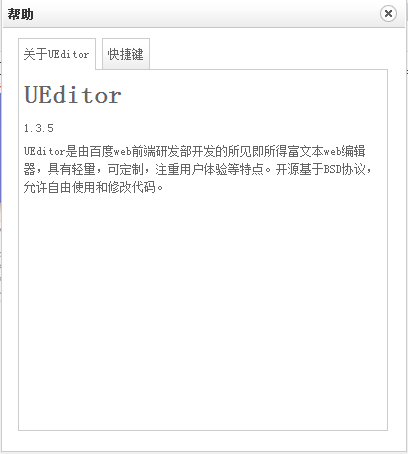 帮助
关于UEditor 快捷键
UEditor
1.3.5
UEditor是由百度web前端研发部开发的所见即所得富文本web编辑
器，具有轻量，可定制，注重用户体验等特点。开源基于BSD协议，
允许自由使用和修改代码。